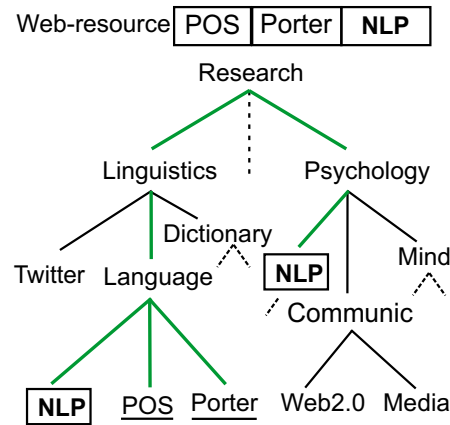 Web-resource POS Porter NLP
Research
Linguistics Psychology
Dictionary
Twitter Language NLP Mind
Communic
NLP POS Porter Web2.0 Media